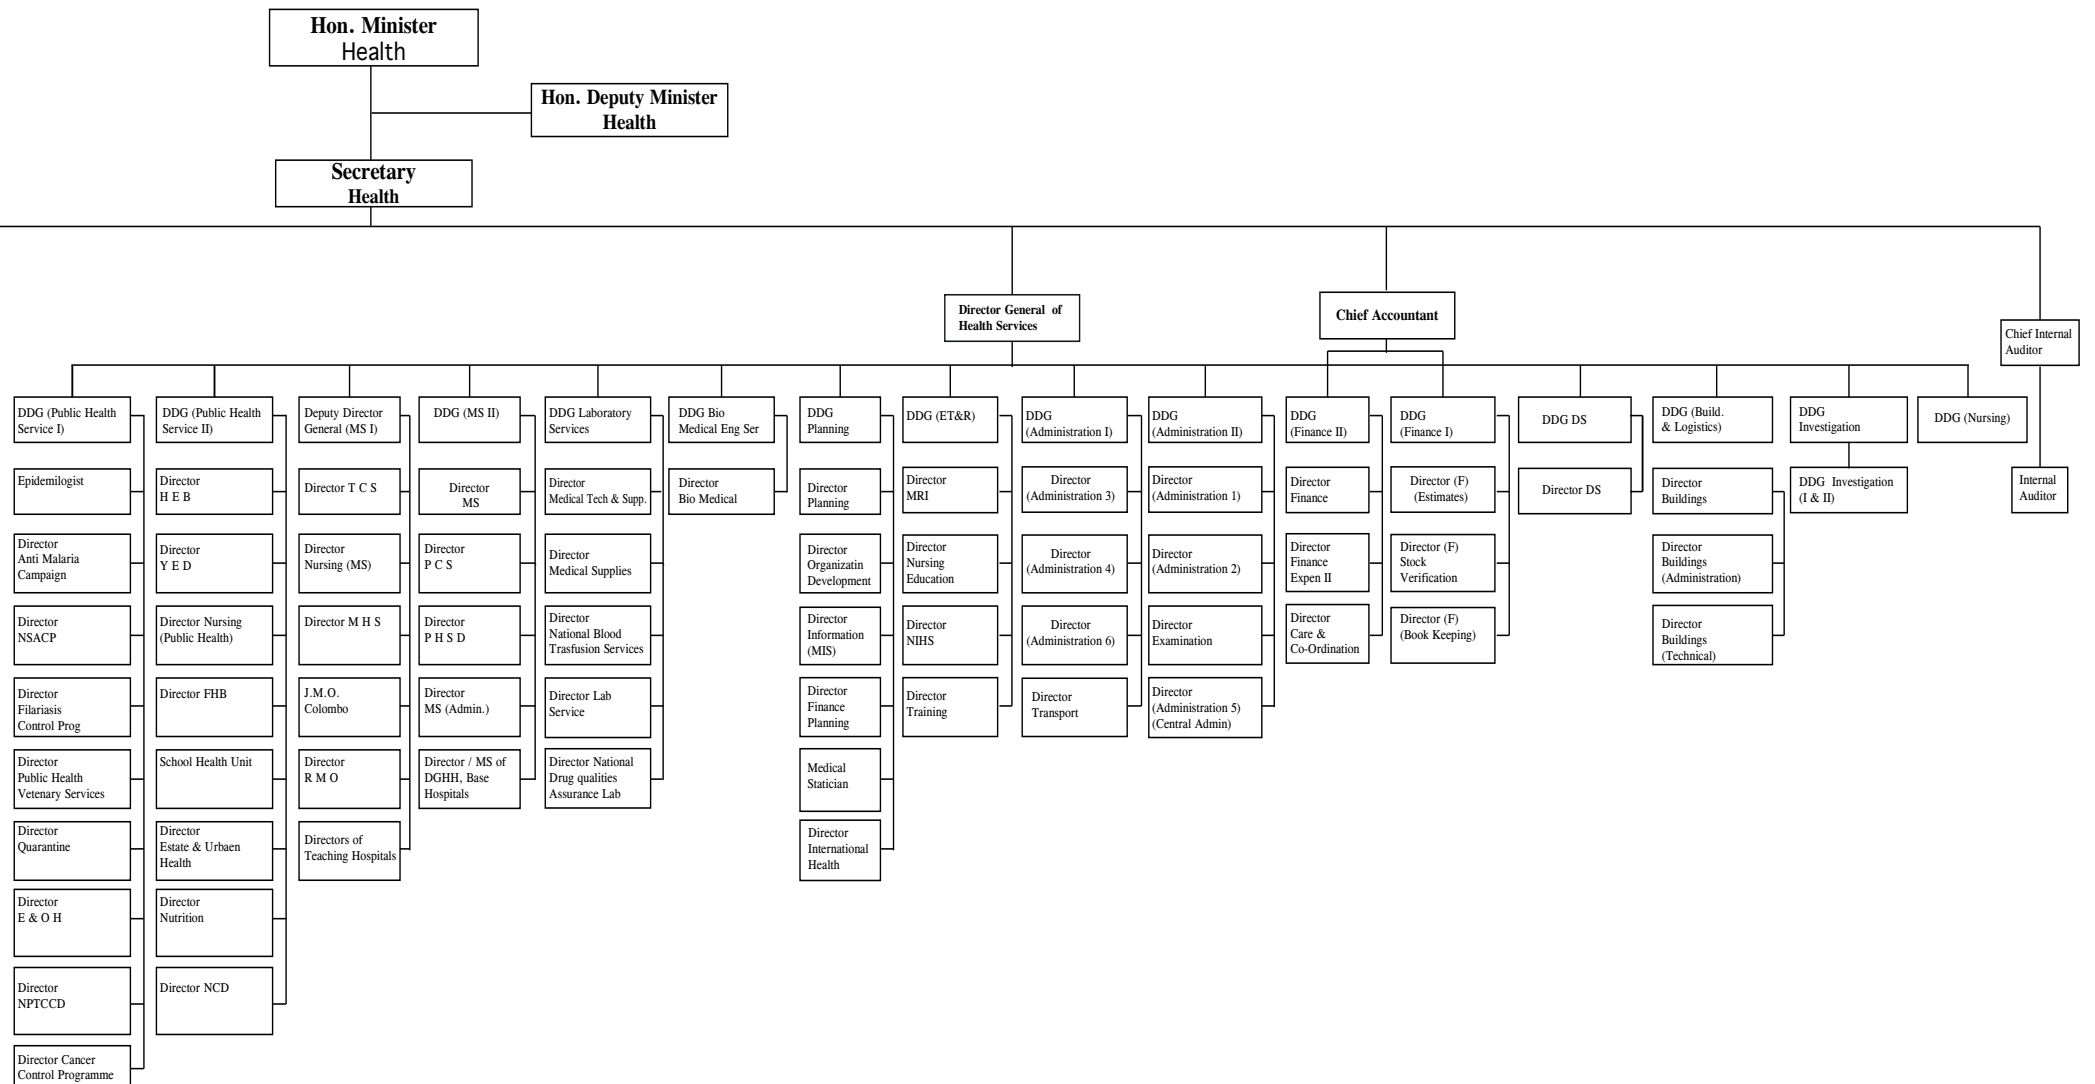 Hon. Minister
Health
Hon. Deputy Minister
Health
Secretary
Health
Director General of
Health Services
Chief Accountant
Chief Internal
Auditor
Internal
Auditor
DDG (Public Health
Service I)
Epidemilogist
Director
Anti Malaria
Campaign
Director
NSACP
Director
Filariasis
Control Prog
Director
Public Health
Vetenary Services
Director
Quarantine
Director
E & O H
Director
NPTCCD
Director Cancer
Control Programme
DDG (Public Health
Service II)
Director
H E B
Director
Y E D
Director Nursing
(Public Health)
Director FHB
School Health Unit
Director
Estate & Urbaen
Health
Director
Nutrition
Director NCD
Deputy Director
General (MS I)
Director T C S
Director
Nursing (MS)
Director M H S
J.M.O.
Colombo
Director
R M O
Directors of
Teaching Hospitals
DDG (MS II)
Director
MS
Director
P C S
Director
P H S D
Director
MS (Admin.)
Director / MS of
DGHH, Base
Hospitals
DDG Laboratory
Services
Director
Medical Tech & Supp.
Director
Medical Supplies
Director
National Blood
Trasfusion Services
Director Lab
Service
Director National
Drug qualities
Assurance Lab
DDG Bio
Medical Eng Ser
Director
Bio Medical
DDG
Planning
Director
Planning
Director
Organizatin
Development
Director
Information
(MIS)
Director
Finance
Planning
Medical
Statician
Director
International
Health
DDG (ET&R)
Director
MRI
Director
Nursing
Education
Director
NIHS
Director
Training
DDG
(Administration I)
Director
(Administration 3)
Director
(Administration 4)
Director
(Administration 6)
Director
Transport
DDG
(Administration II)
Director
(Administration 1)
Director
(Administration 2)
Director
Examination
Director
(Administration 5)
(Central Admin)
DDG
(Finance II)
Director
Finance
Director
Finance
Expen II
Director
Care &
Co-Ordination
DDG
(Finance I)
Director (F)
(Estimates)
Director (F)
Stock
Verification
Director (F)
(Book Keeping)
DDG DS
Director DS
DDG (Build.
& Logistics)
Director
Buildings
Director
Buildings
(Administration)
Director
Buildings
(Technical)
DDG
Investigation
DDG Investigation
(I & II)
DDG (Nursing)